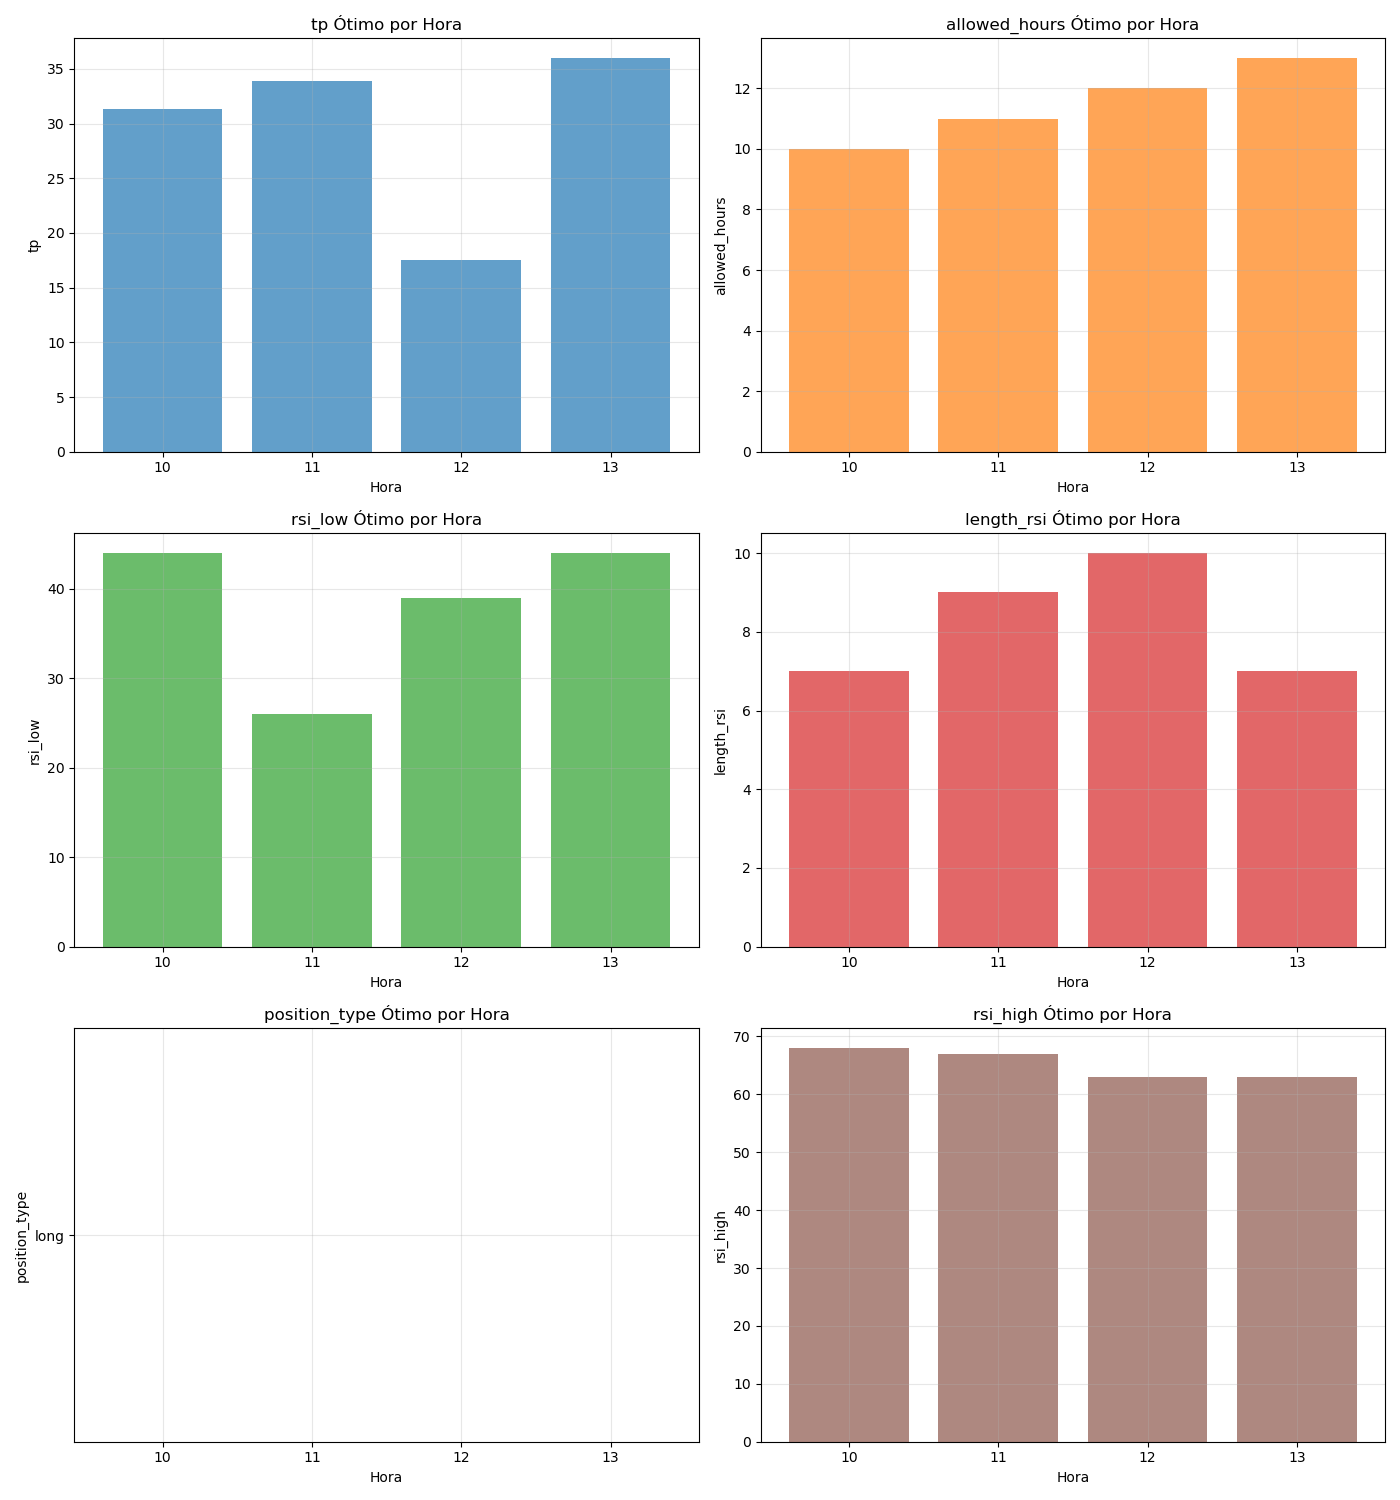 tp Ótimo por Hora
35
30
25
20
15
10
5
0
tp
10 11 12 13
Hora
allowed_hours Ótimo por Hora
12
10
8
6
4
2
0
allowed_hours
10 11 12 13
Hora
rsi_low Ótimo por Hora
40
30
20
10
0
rsi_low
10 11 12 13
Hora
length_rsi Ótimo por Hora
10
8
6
4
2
0
length_rsi
10 11 12 13
Hora
position_type Ótimo por Hora
long
position_type
10 11 12 13
Hora
rsi_high Ótimo por Hora
70
60
50
40
30
20
10
0
rsi_high
10 11 12 13
Hora